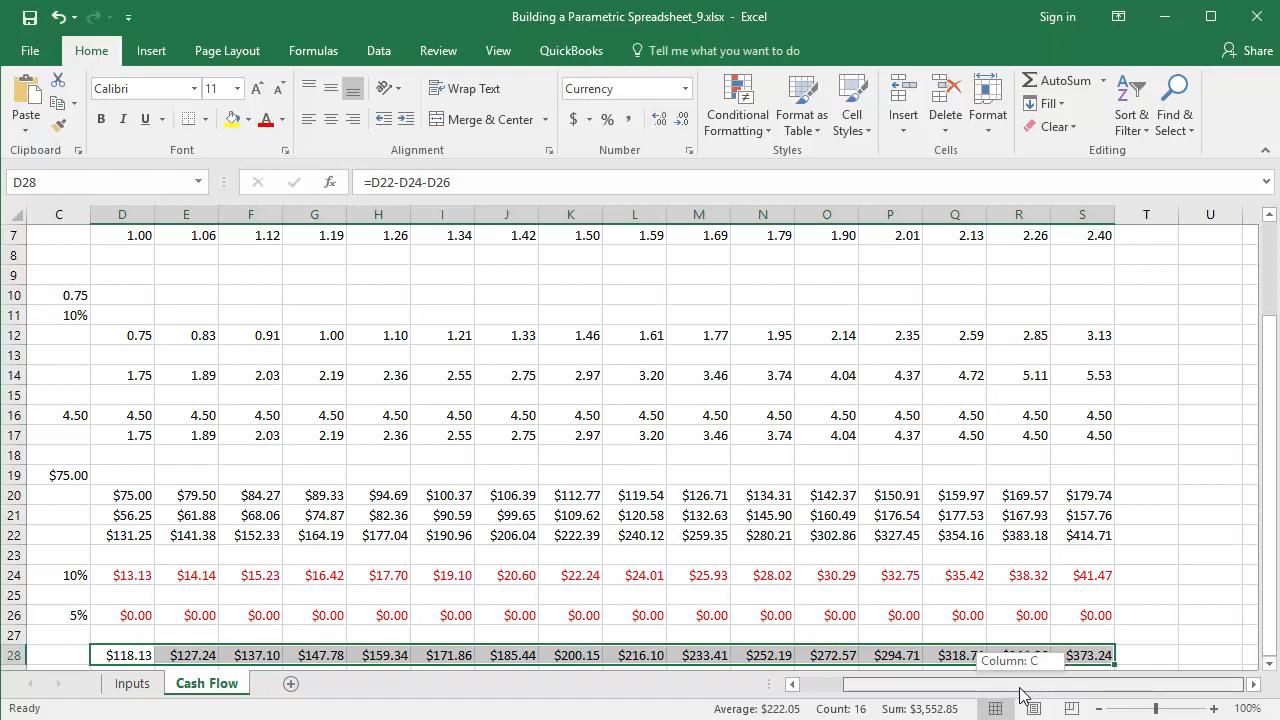 Building a Parametric Spreadsheet_9.xlsx - Excel
Sign in
File Home Insert Page Layout Formulas Data Review View QuickBooks Tell me what you want to do Share
Paste
Calibri 11
B I U A
Wrap Text
Merge & Center
Currency
$ % ,
Conditional Formatting
Format as Table
Cell Styles
Insert
Delete
Format
AutoSum
Fill
Clear
Sort & Filter
Find & Select
Clipboard Font Alignment Number Styles Cells Editing
D28 fx =D22-D24-D26
C D E F G H I J K L M N O P Q R S T U
7 1.00 1.06 1.12 1.19 1.26 1.34 1.42 1.50 1.59 1.69 1.79 1.90 2.01 2.13 2.26 2.40
8
9
10 0.75
11 10%
12 0.75 0.83 0.91 1.00 1.10 1.21 1.33 1.46 1.61 1.77 1.95 2.14 2.35 2.59 2.85 3.13
13
14 1.75 1.89 2.03 2.19 2.36 2.55 2.75 2.97 3.20 3.46 3.74 4.04 4.37 4.72 5.11 5.53
15
16 4.50 4.50 4.50 4.50 4.50 4.50 4.50 4.50 4.50 4.50 4.50 4.50 4.50 4.50 4.50 4.50 4.50
17 1.75 1.89 2.03 2.19 2.36 2.55 2.75 2.97 3.20 3.46 3.74 4.04 4.37 4.50 4.50 4.50
18
19 $75.00
20 $75.00 $79.50 $84.27 $89.33 $94.69 $100.37 $106.39 $112.77 $119.54 $126.71 $134.31 $142.37 $150.91 $159.97 $169.57 $179.74
21 $56.25 $61.88 $68.06 $74.87 $82.36 $90.59 $99.65 $109.62 $120.58 $132.63 $145.90 $160.49 $176.54 $177.53 $167.93 $157.76
22 $131.25 $141.38 $152.33 $164.19 $177.04 $190.96 $206.04 $222.39 $240.12 $259.35 $280.21 $302.86 $327.45 $354.16 $383.18 $414.71
23
24 10% $13.13 $14.14 $15.23 $16.42 $17.70 $19.10 $20.60 $22.24 $24.01 $25.93 $28.02 $30.29 $32.75 $35.42 $38.32 $41.47
25
26 5% $0.00 $0.00 $0.00 $0.00 $0.00 $0.00 $0.00 $0.00 $0.00 $0.00 $0.00 $0.00 $0.00 $0.00 $0.00 $0.00
27
28 $118.13 $127.24 $137.10 $147.78 $159.34 $171.86 $185.44 $200.15 $216.10 $233.41 $252.19 $272.57 $294.71 $373.24
Column: C
Inputs Cash Flow
Ready
Average: $222.05 Count: 16 Sum: $3,552.85
100%